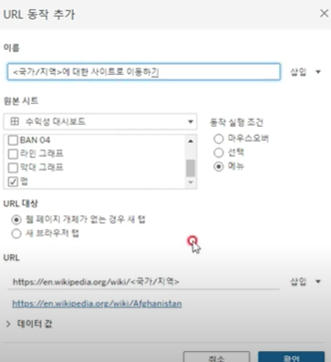 URL 동작 추가
이름
<국가/지역>에 대한 사이트로 이동하기
삽입
원본 시트
수익성 대시보드
동작 실행 조건
BAN 04
라인 그래프
막대 그래프
맵
마우스오버
선택
메뉴
URL 대상
웹 페이지 개체가 없는 경우 새 탭
새 브라우저 탭
URL
https://en.wikipedia.org/wiki/<국가/지역>
삽입
https://en.wikipedia.org/wiki/Afghanistan
데이터 값
취소
확인